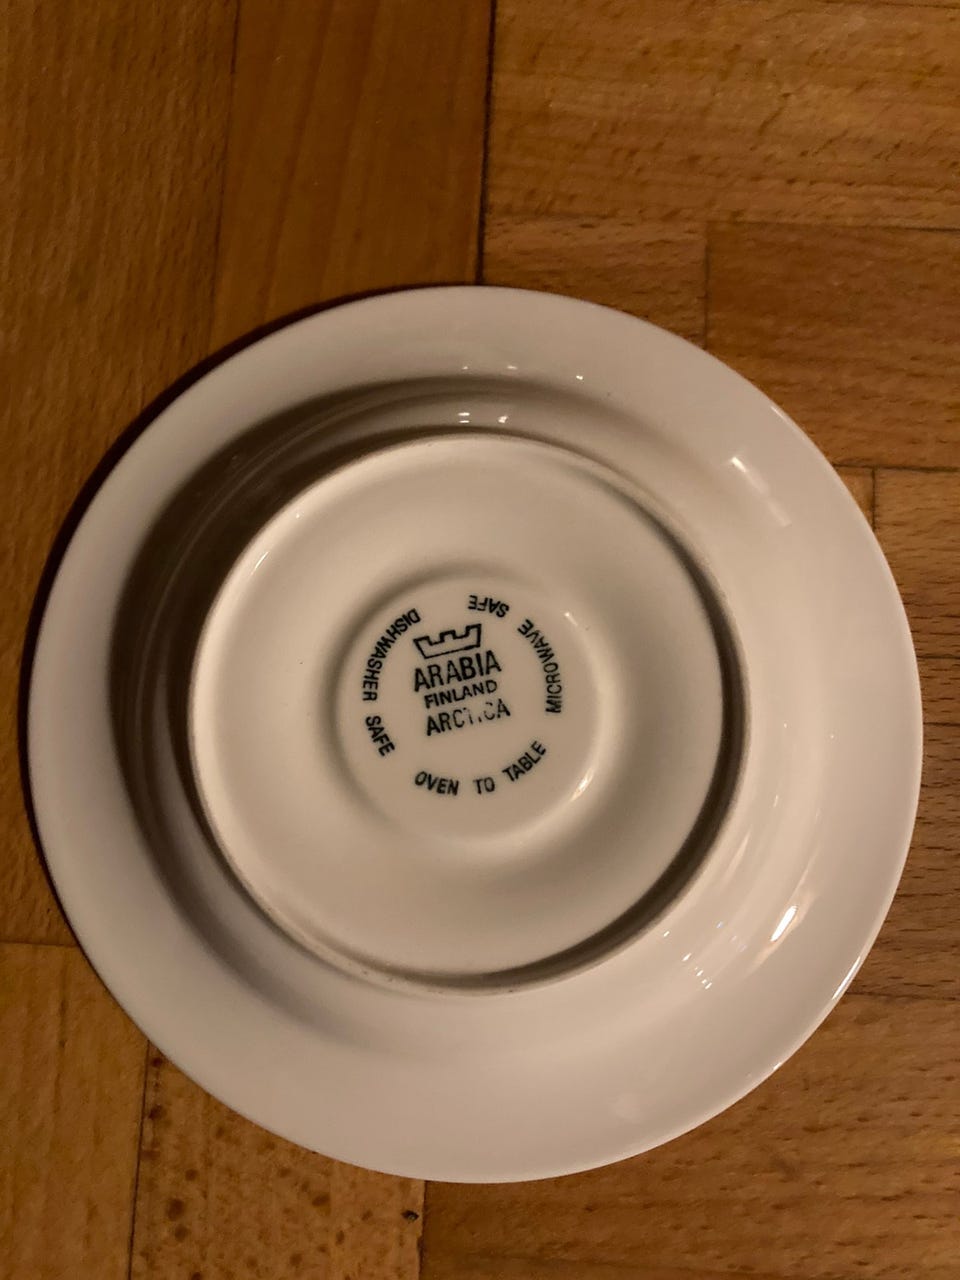 ARABIA
FINLAND
ARCTICA
DISHWASHER SAFE
OVEN TO TABLE
MICROWAVE SAFE